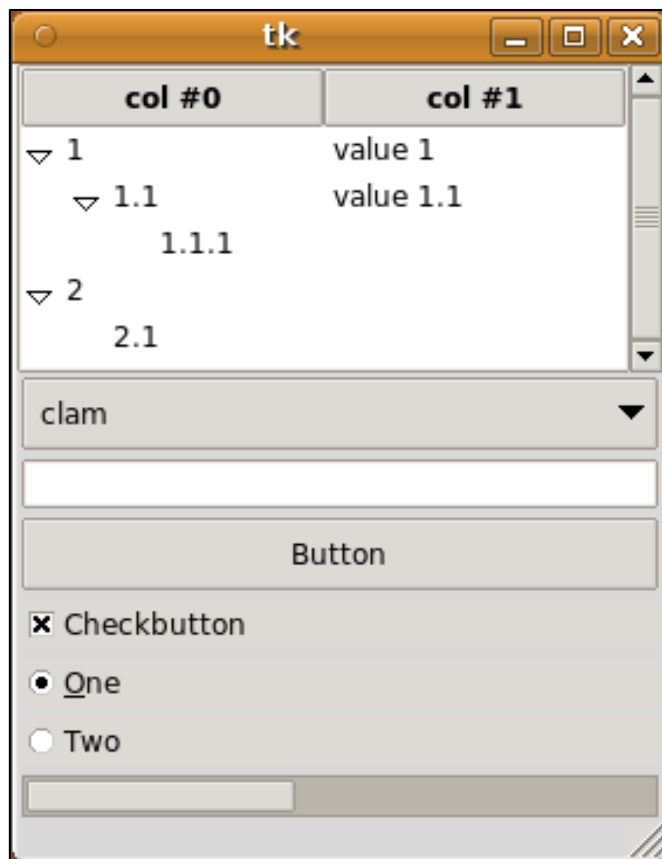 tk
col #0 col #1
1 value 1
1.1 value 1.1
1.1.1
2
2.1
clam
Button
Checkbutton
One
Two